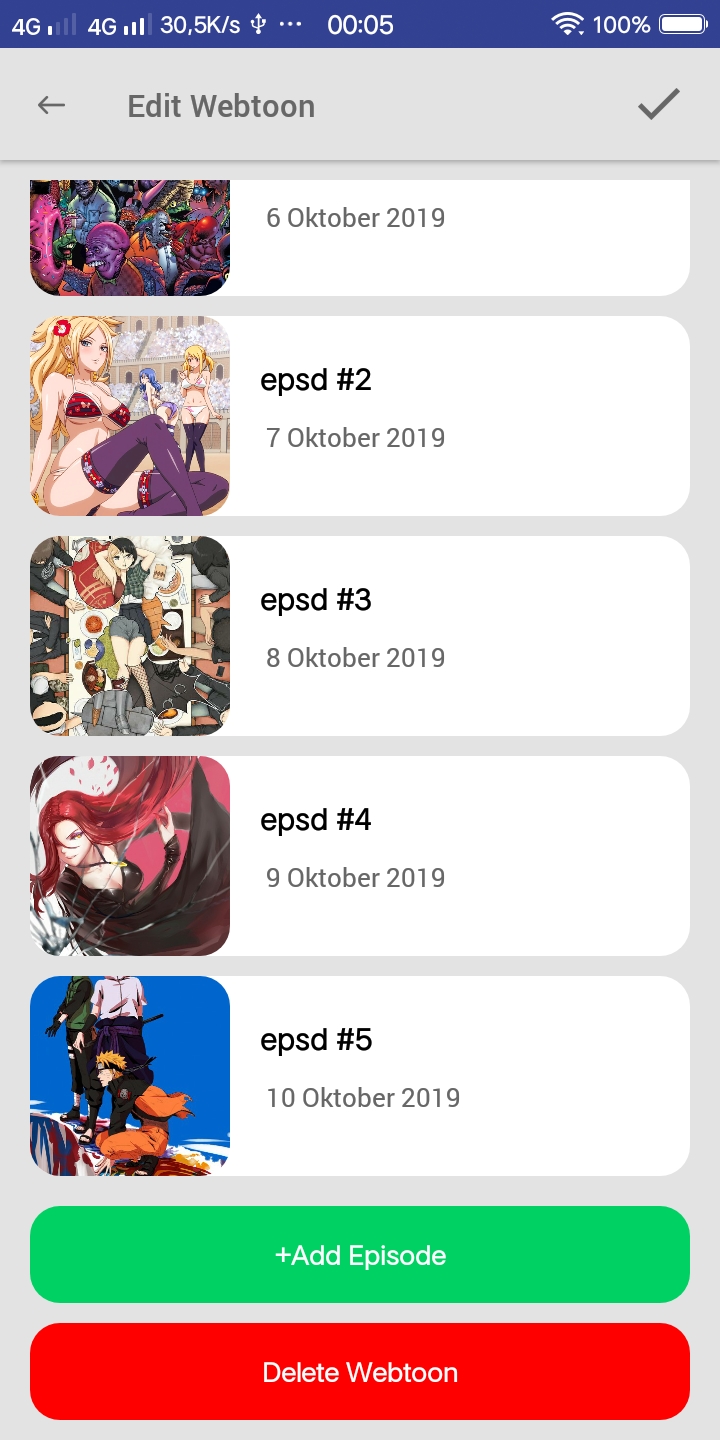 4G 4G 30,5K/s ··· 00:05 100%
Edit Webtoon
6 Oktober 2019
epsd #2
7 Oktober 2019
epsd #3
8 Oktober 2019
epsd #4
9 Oktober 2019
epsd #5
10 Oktober 2019
+Add Episode
Delete Webtoon